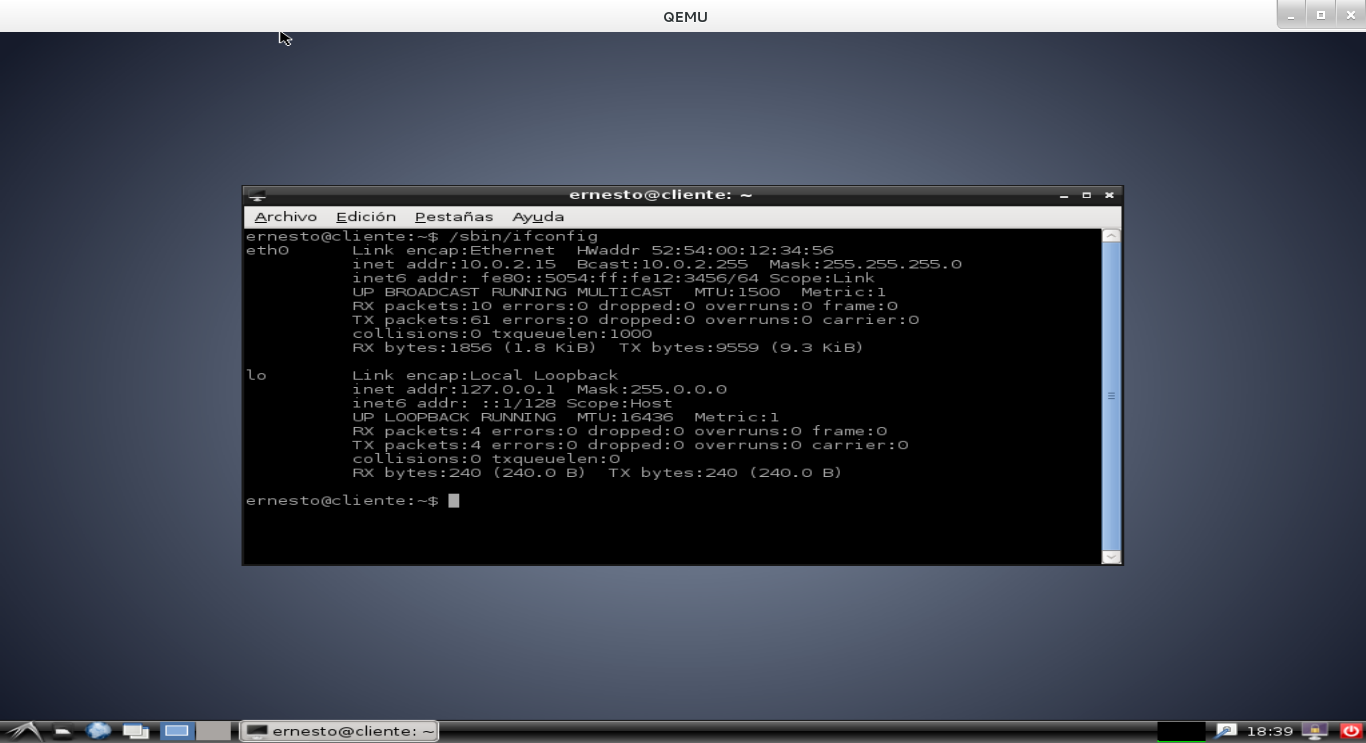 QEMU
ernesto@cliente: ~
Archivo Edición Pestañas Ayuda
ernesto@cliente:~$ /sbin/ifconfig
eth0      Link encap:Ethernet  HWaddr 52:54:00:12:34:56
          inet addr:10.0.2.15  Bcast:10.0.2.255  Mask:255.255.255.0
          inet6 addr: fe80::5054:ff:fe12:3456/64 Scope:Link
          UP BROADCAST RUNNING MULTICAST  MTU:1500  Metric:1
          RX packets:10 errors:0 dropped:0 overruns:0 frame:0
          TX packets:61 errors:0 dropped:0 overruns:0 carrier:0
          collisions:0 txqueuelen:1000
          RX bytes:1856 (1.8 KiB)  TX bytes:9559 (9.3 KiB)
lo        Link encap:Local Loopback
          inet addr:127.0.0.1  Mask:255.0.0.0
          inet6 addr: ::1/128 Scope:Host
          UP LOOPBACK RUNNING  MTU:16436  Metric:1
          RX packets:4 errors:0 dropped:0 overruns:0 frame:0
          TX packets:4 errors:0 dropped:0 overruns:0 carrier:0
          collisions:0 txqueuelen:0
          RX bytes:240 (240.0 B)  TX bytes:240 (240.0 B)
ernesto@cliente:~$
ernesto@cliente: ~ 18:39